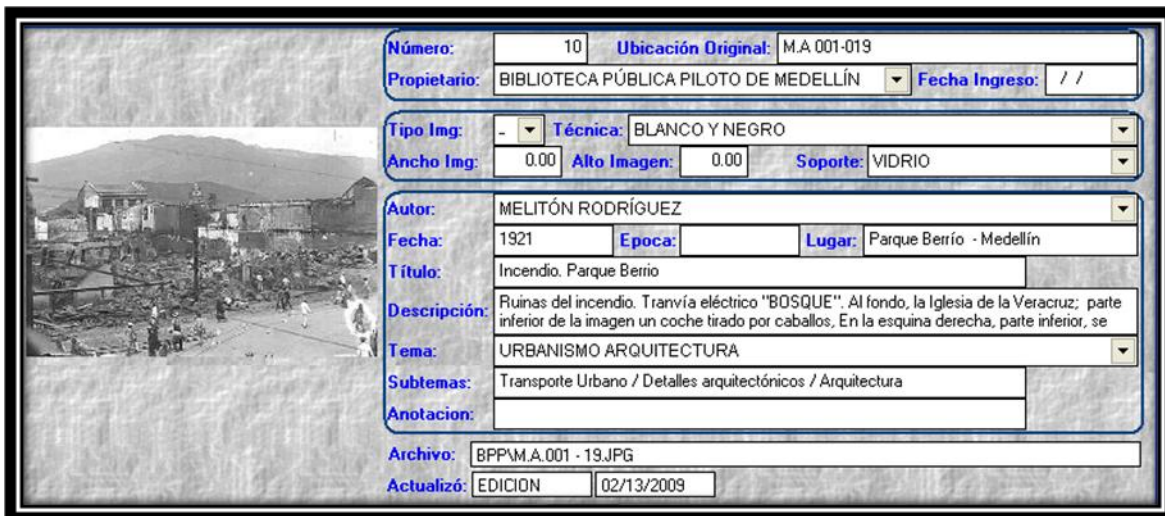 Número: 10 Ubicación Original: M.A 001-019
Propietario: BIBLIOTECA PÚBLICA PILOTO DE MEDELLÍN Fecha Ingreso: / /
Tipo Img: - Técnica: BLANCO Y NEGRO
Ancho Img: 0.00 Alto Imagen: 0.00 Soporte: VIDRIO
Autor: MELITÓN RODRÍGUEZ
Fecha: 1921 Epoca: Lugar: Parque Berrío - Medellín
Título: Incendio. Parque Berrio
Descripción: Ruinas del incendio. Tranvía eléctrico "BOSQUE". Al fondo, la Iglesia de la Veracruz; parte
inferior de la imagen un coche tirado por caballos, En la esquina derecha, parte inferior, se
Tema: URBANISMO ARQUITECTURA
Subtemas: Transporte Urbano / Detalles arquitectónicos / Arquitectura
Anotacion:
Archivo: BPP\M.A.001 - 19.JPG
Actualizó: EDICION 02/13/2009